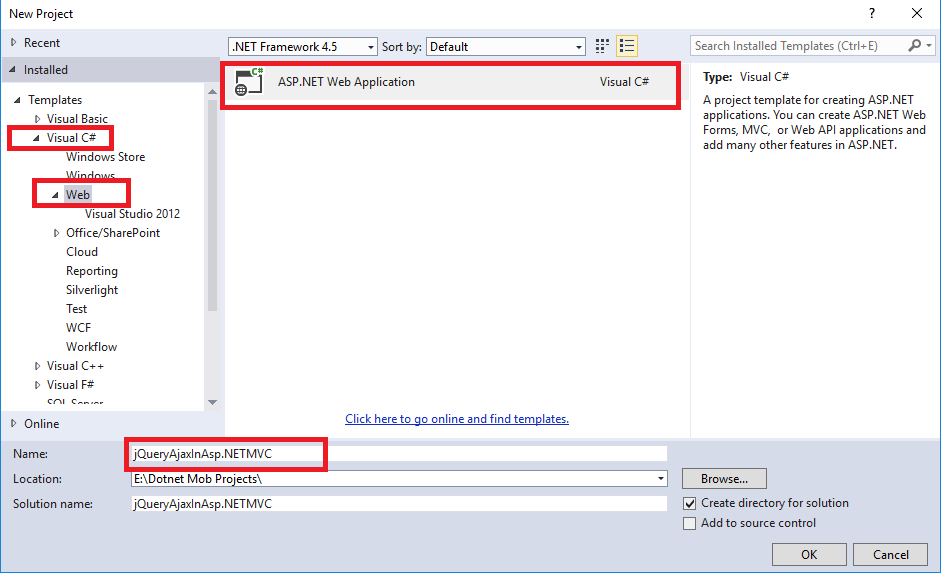 New Project
?
Recent
.NET Framework 4.5 Sort by: Default
Search Installed Templates (Ctrl+E)
Installed
Templates
Visual Basic
Visual C#
Windows Store
Windows
Web
Visual Studio 2012
Office/SharePoint
Cloud
Reporting
Silverlight
Test
WCF
Workflow
Visual C++
Visual F#
SQL Server
Online
C#
ASP.NET Web Application Visual C#
Click here to go online and find templates.
Type: Visual C#
A project template for creating ASP.NET
applications. You can create ASP.NET Web
Forms, MVC, or Web API applications and
add many other features in ASP.NET.
Name: jQueryAjaxInAsp.NETMVC
Location: E:\Dotnet Mob Projects\ Browse...
Solution name: jQueryAjaxInAsp.NETMVC
Create directory for solution
Add to source control
OK Cancel